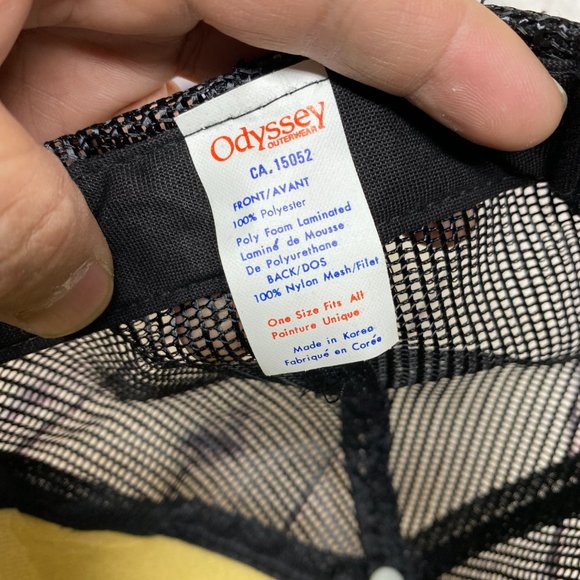 Odyssey
OUTERWEAR
CA.15052
FRONT/AVANT
100% Polyester
Poly Foam Laminated
Laminé de Mousse
De Polyurethane
BACK/DOS
100% Nylon Mesh/Filet
One Size Fits All
Pointure Unique
Made in Korea
Fabriqué en Corée